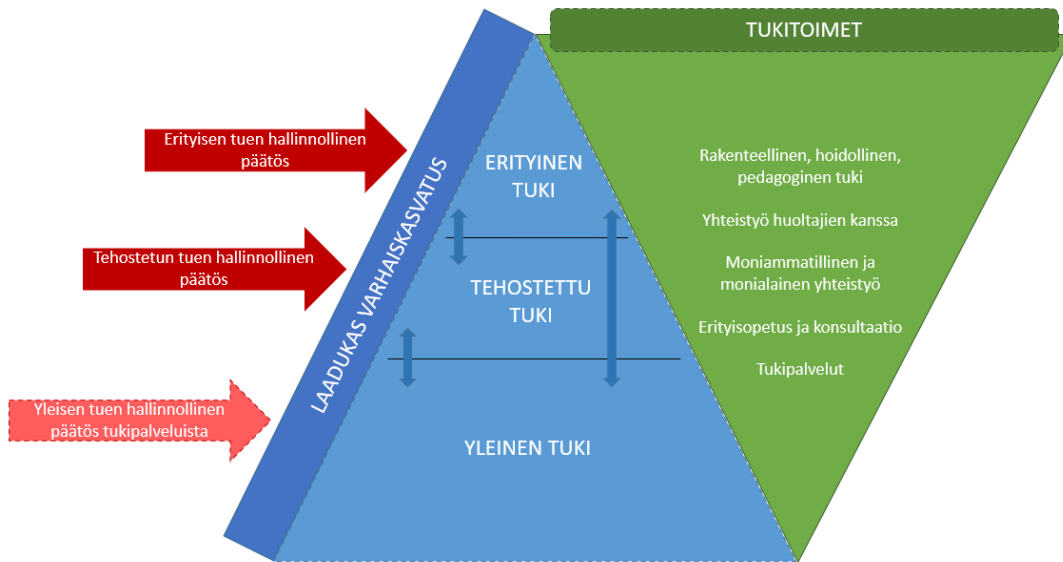 TUKITOIMET
Erityisen tuen hallinnollinen
päätös
Tehostetun tuen hallinnollinen
päätös
Yleisen tuen hallinnollinen
päätös tukipalveluista
LAADUKAS VARHAISKASVATUS
ERITYINEN
TUKI
TEHOSTETTU
TUKI
YLEINEN TUKI
Rakenteellinen, hoidollinen,
pedagoginen tuki
Yhteistyö huoltajien kanssa
Moniammatillinen ja
monialainen yhteistyö
Erityisopetus ja konsultaatio
Tukipalvelut